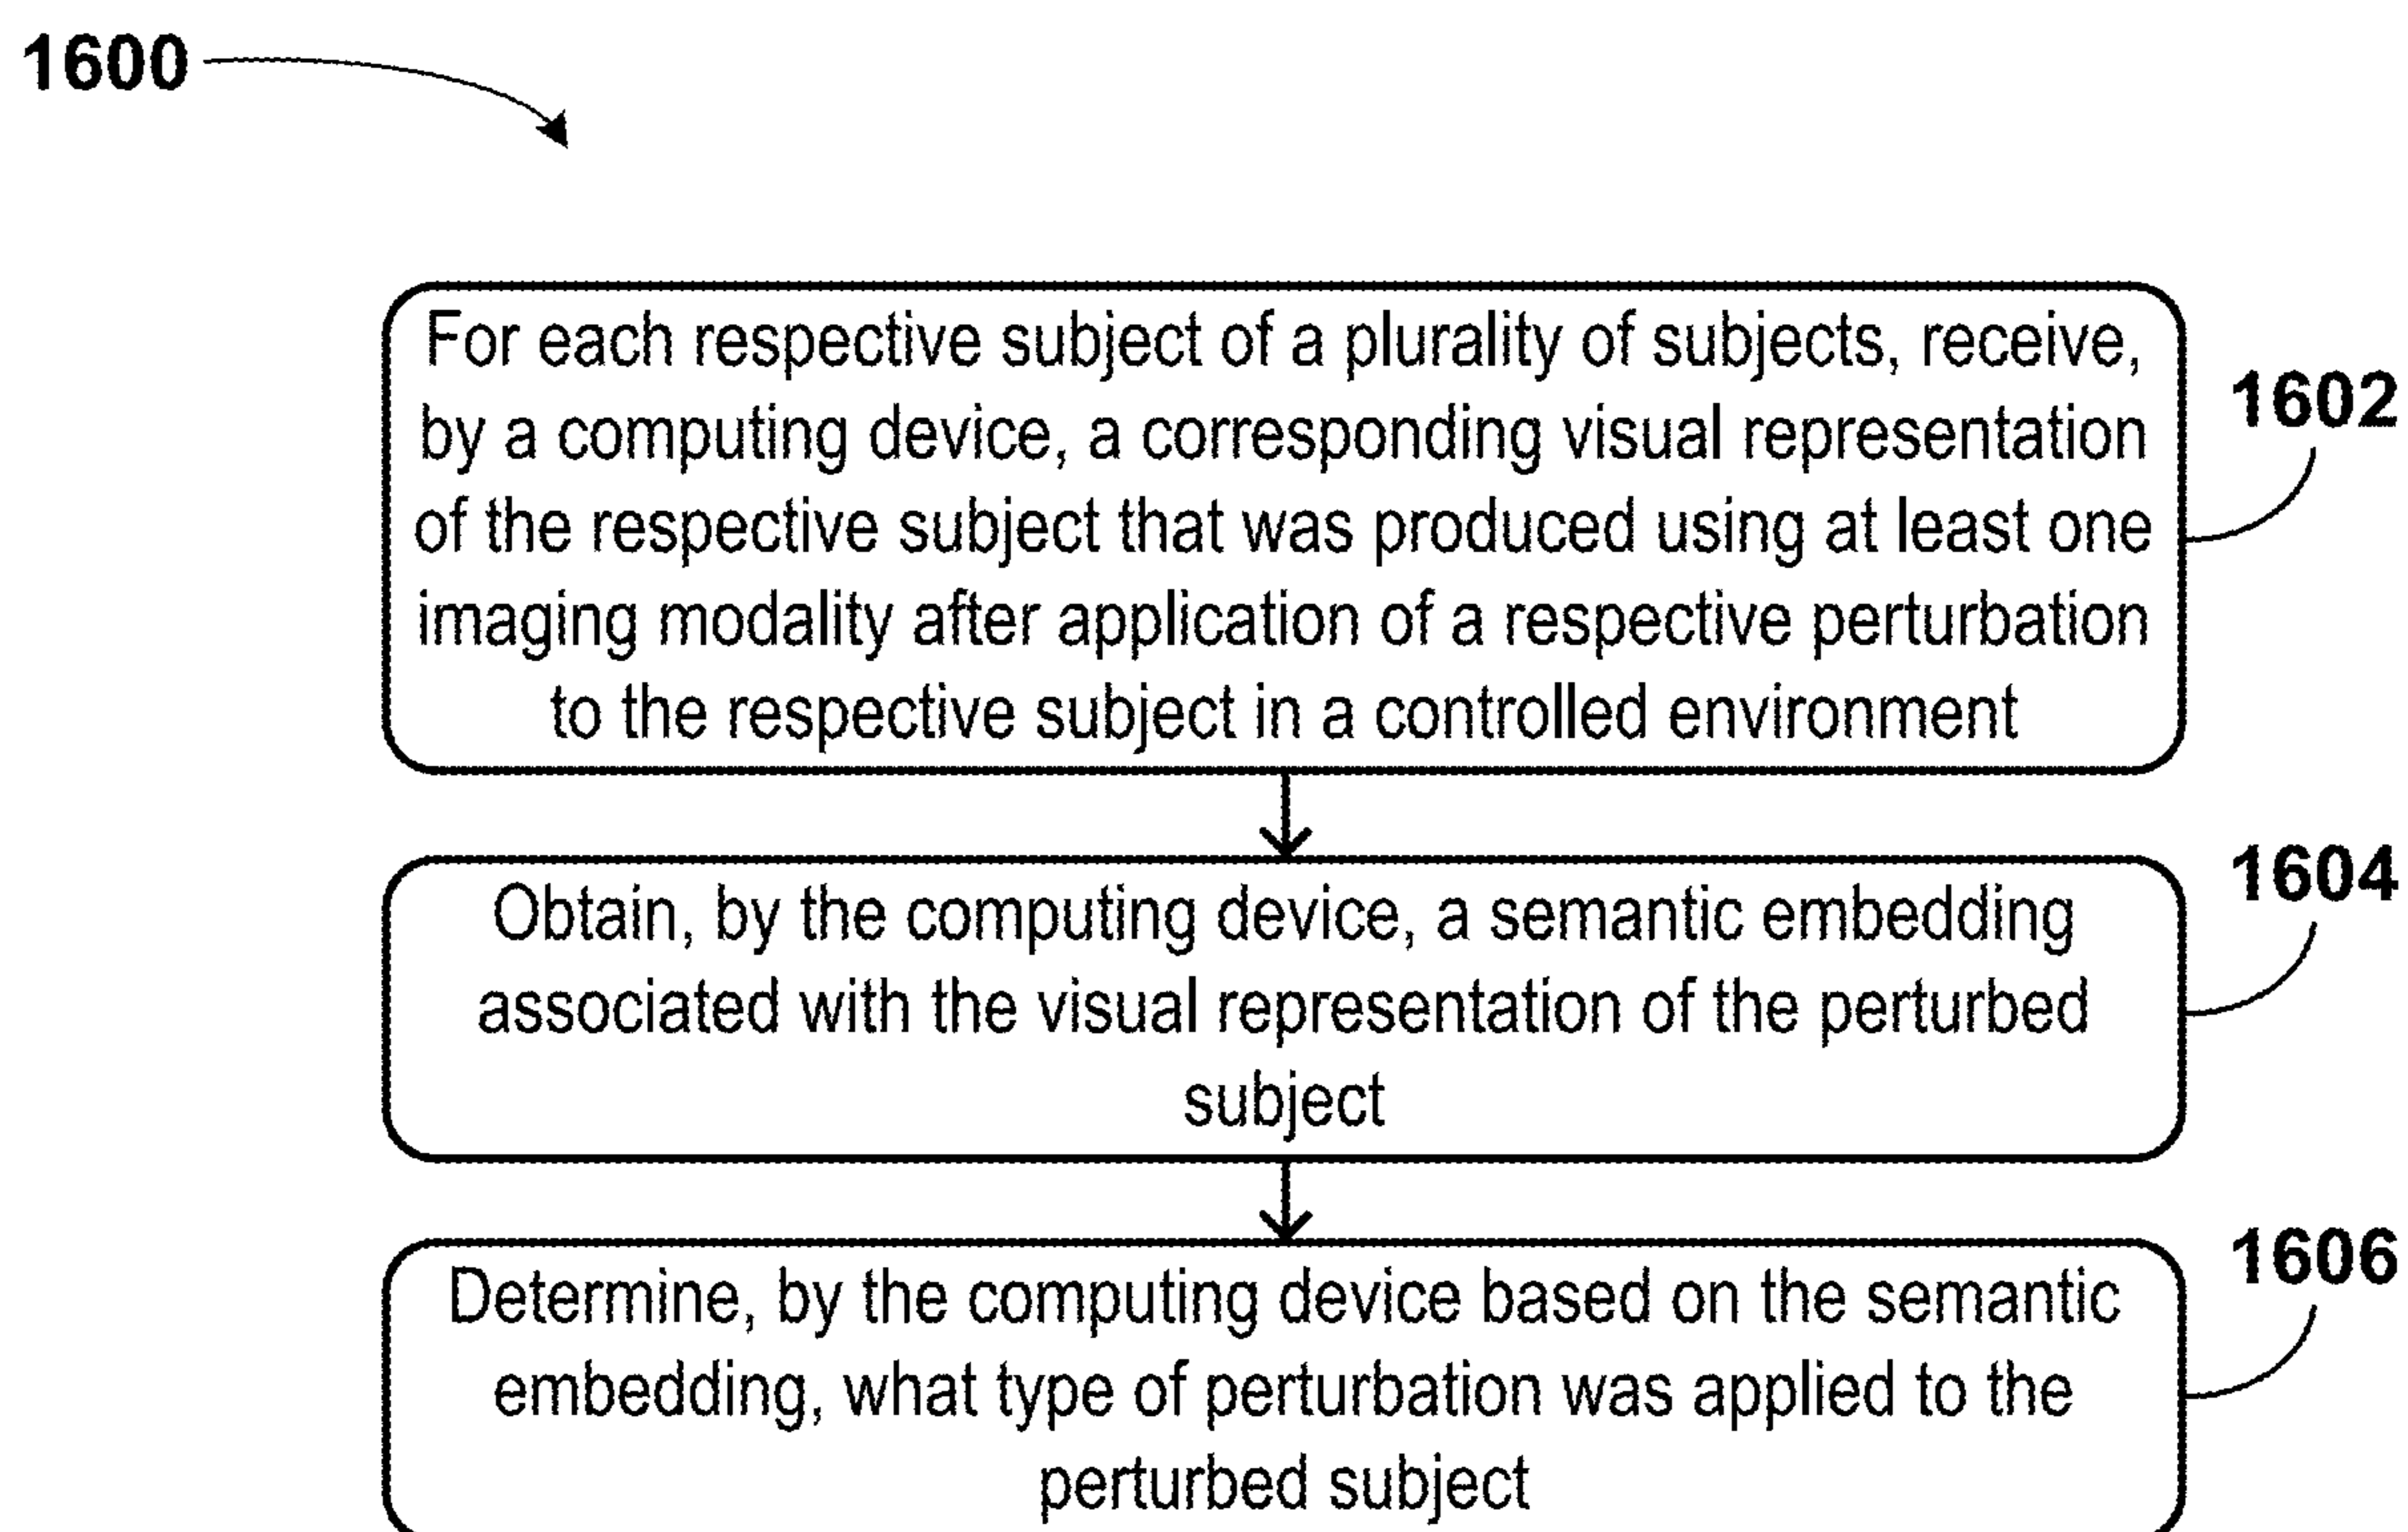 1600
For each respective subject of a plurality of subjects, receive,
by a computing device, a corresponding visual representation
of the respective subject that was produced using at least one
imaging modality after application of a respective perturbation
to the respective subject in a controlled environment
1602
Obtain, by the computing device, a semantic embedding
associated with the visual representation of the perturbed
subject
1604
Determine, by the computing device based on the semantic
embedding, what type of perturbation was applied to the
perturbed subject
1606